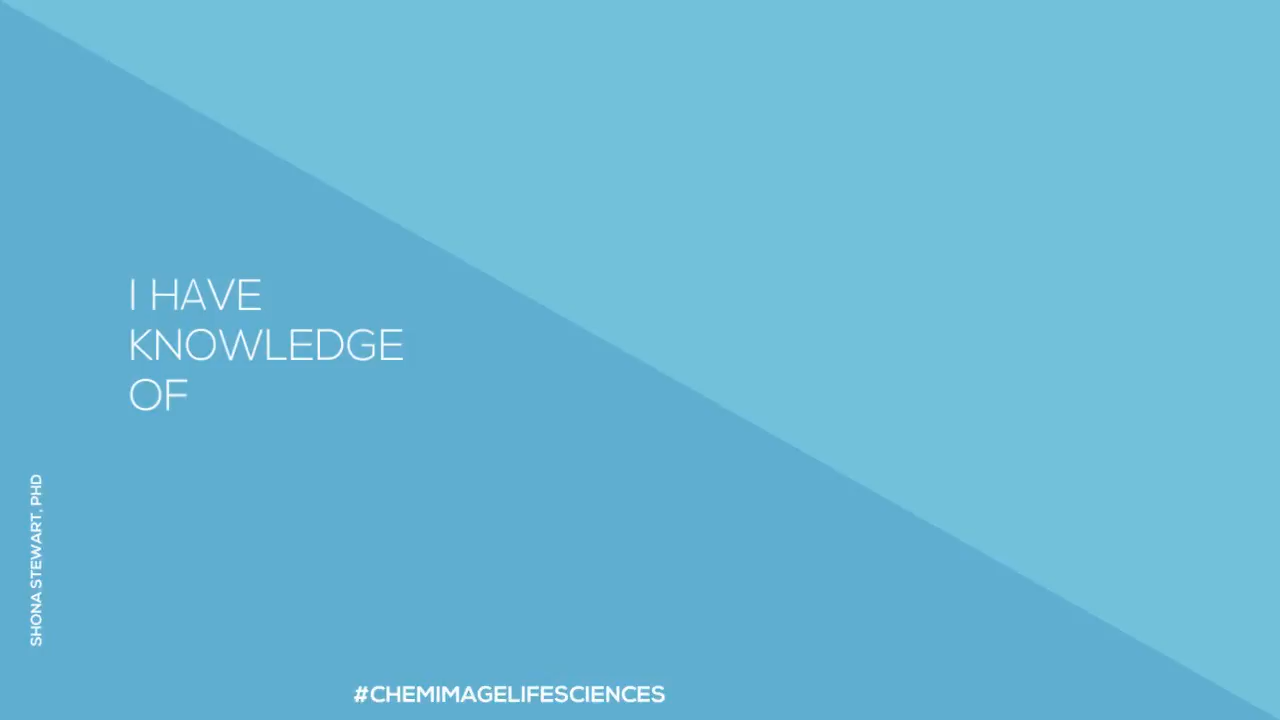 I HAVE
KNOWLEDGE
OF
SHONA STEWART, PHD
#CHEMIMAGELIFESCIENCES